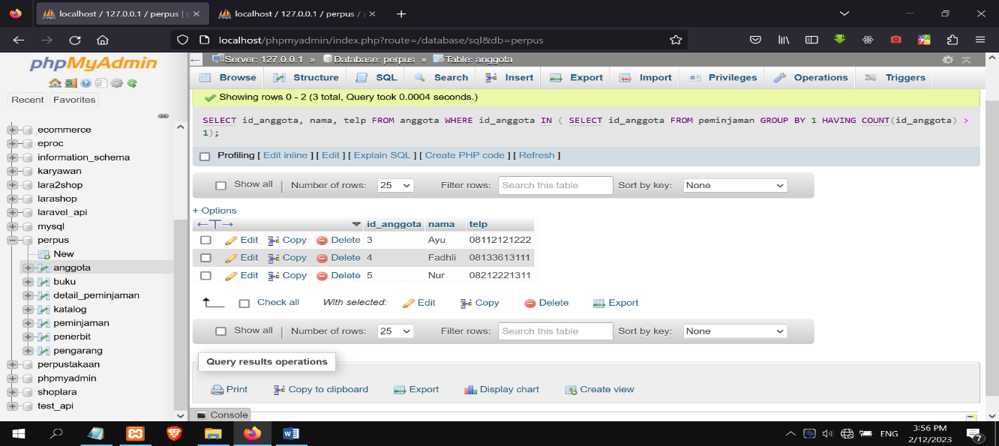 localhost / 127.0.0.1 / perpus | p
localhost / 127.0.0.1 / perpus / p
localhost/phpmyadmin/index.php?route=/database/sql&db=perpus
phpMyAdmin
Recent Favorites
ecommerce
eproc
information_schema
karyawan
lara2shop
larashop
laravel_api
mysql
perpus
New
anggota
buku
detail_peminjaman
katalog
peminjaman
penerbit
pengarang
perpustakaan
phpmyadmin
shoplara
test_api
Server: 127.0.0.1 » Database: perpus » Table: anggota
Browse Structure SQL Search Insert Export Import Privileges Operations Triggers
Showing rows 0 - 2 (3 total, Query took 0.0004 seconds.)
SELECT id_anggota, nama, telp FROM anggota WHERE id_anggota IN ( SELECT id_anggota FROM peminjaman GROUP BY 1 HAVING COUNT(id_anggota) >
1);
Profiling [ Edit inline ] [ Edit ] [ Explain SQL ] [ Create PHP code ] [ Refresh ]
Show all | Number of rows: 25 Filter rows: Search this table Sort by key: None
+ Options
←T→ id_anggota nama telp
Edit Copy Delete 3 Ayu 08112121222
Edit Copy Delete 4 Fadhli 08133613111
Edit Copy Delete 5 Nur 08212221311
Check all With selected: Edit Copy Delete Export
Show all | Number of rows: 25 Filter rows: Search this table Sort by key: None
Query results operations
Print Copy to clipboard Export Display chart Create view
Console
ENG
3:56 PM
2/12/2023
7